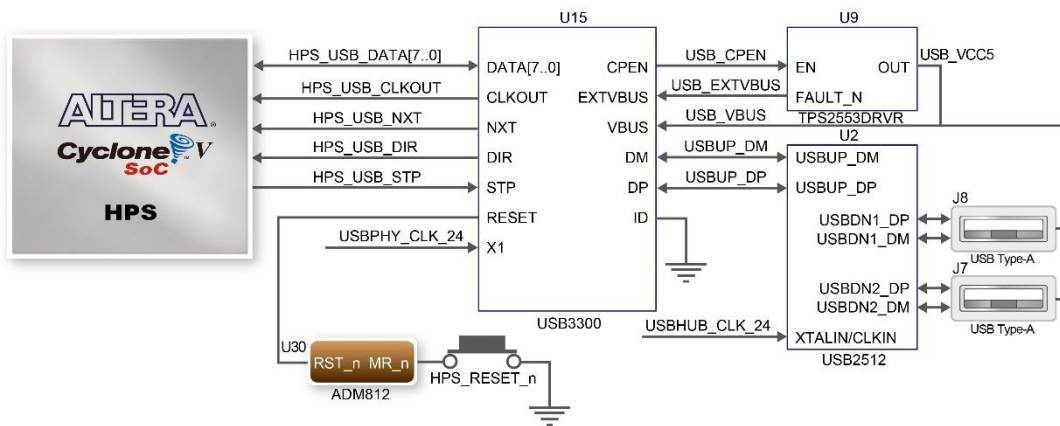 U15
U9
ALTERA®
Cyclone V
SoC
HPS
HPS_USB_DATA[7..0]
HPS_USB_CLKOUT
HPS_USB_NXT
HPS_USB_DIR
HPS_USB_STP
USBPHY_CLK_24
DATA[7..0]
CLKOUT
NXT
DIR
STP
RESET
X1
CPEN
EXTVBUS
VBUS
DM
DP
ID
USB3300
USB_CPEN
USB_EXTVBUS
USB_VBUS
USBUP_DM
USBUP_DP
EN OUT
FAULT_N
TPS2553DRVR
USB_VCC5
U2
USBUP_DM
USBUP_DP
USBDN1_DP
USBDN1_DM
USBDN2_DP
USBDN2_DM
XTALIN/CLKIN
USB2512
USBHUB_CLK_24
J8
USB Type-A
J7
USB Type-A
U30
RST_n MR_n
ADM812
HPS_RESET_n